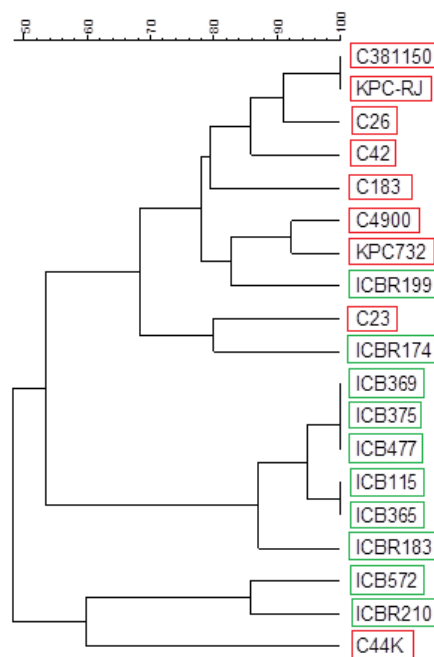 50 60 70 80 90 100
C381150
KPC-RJ
C26
C42
C183
C4900
KPC732
ICBR199
C23
ICBR174
ICB369
ICB375
ICB477
ICB115
ICB365
ICBR183
ICB572
ICBR210
C44K